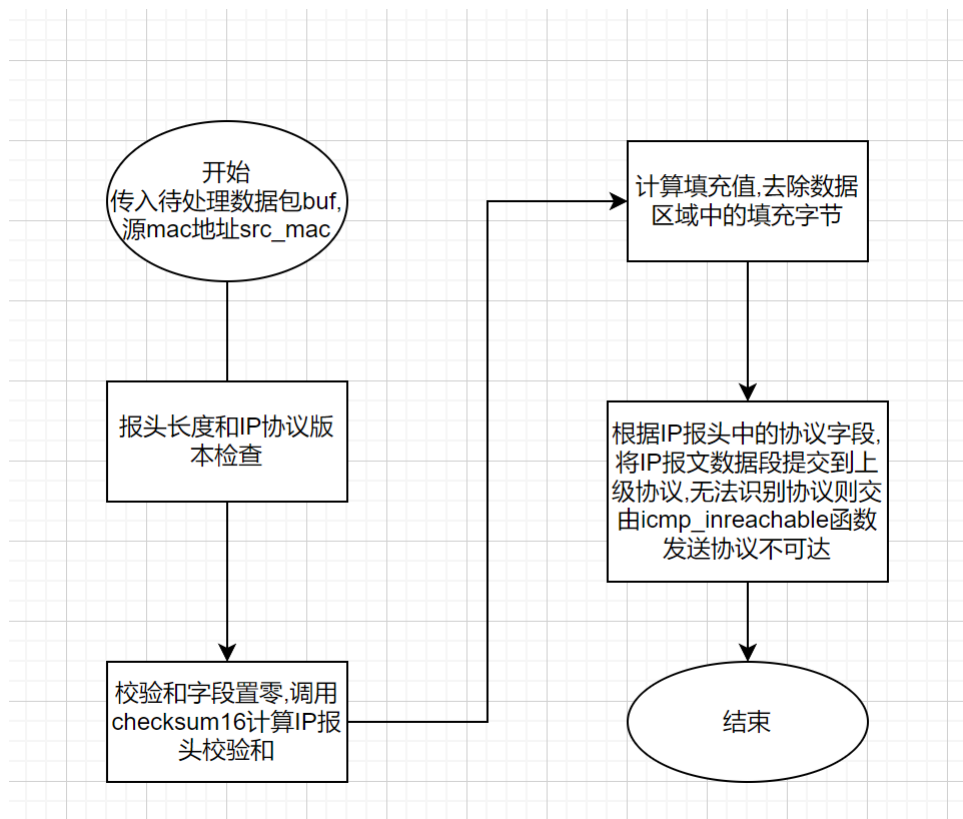 开始
传入待处理数据包buf,
源mac地址src_mac
报头长度和IP协议版
本检查
校验和字段置零,调用
checksum16计算IP报
头校验和
计算填充值,去除数据
区域中的填充字节
根据IP报头中的协议字段,
将IP报文数据段提交到上
级协议,无法识别协议则交
由icmp_inreachable函数
发送协议不可达
结束